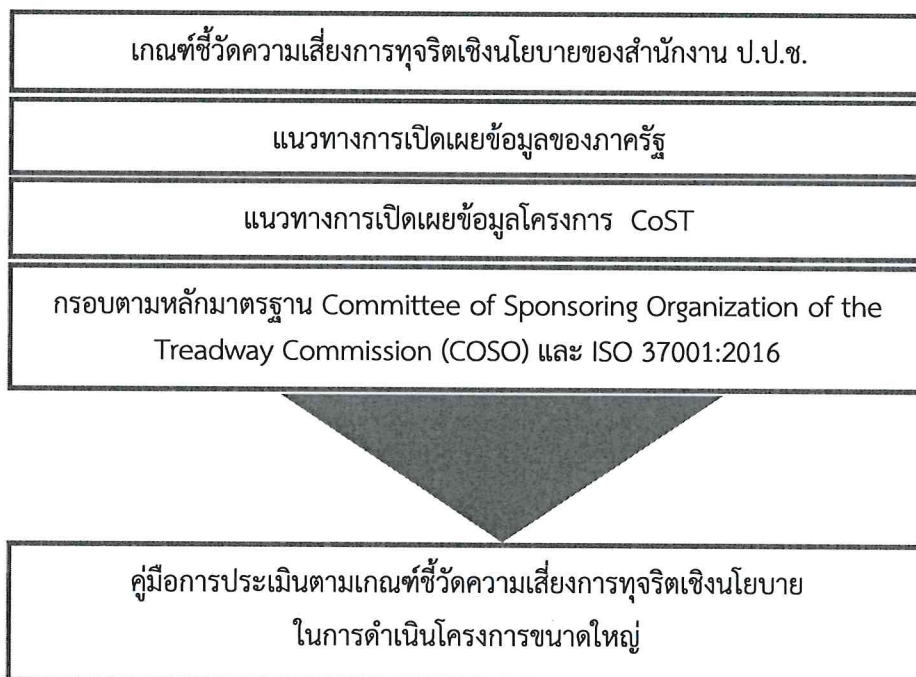 เกณฑ์ชี้วัดความเสี่ยงการทุจริตเชิงนโยบายของสำนักงาน ป.ป.ช.
แนวทางการเปิดเผยข้อมูลของภาครัฐ
แนวทางการเปิดเผยข้อมูลโครงการ CoST
กรอบตามหลักมาตรฐาน Committee of Sponsoring Organization of the
Treadway Commission (COSO) และ ISO 37001:2016
คู่มือการประเมินตามเกณฑ์ชี้วัดความเสี่ยงการทุจริตเชิงนโยบาย
ในการดำเนินโครงการขนาดใหญ่